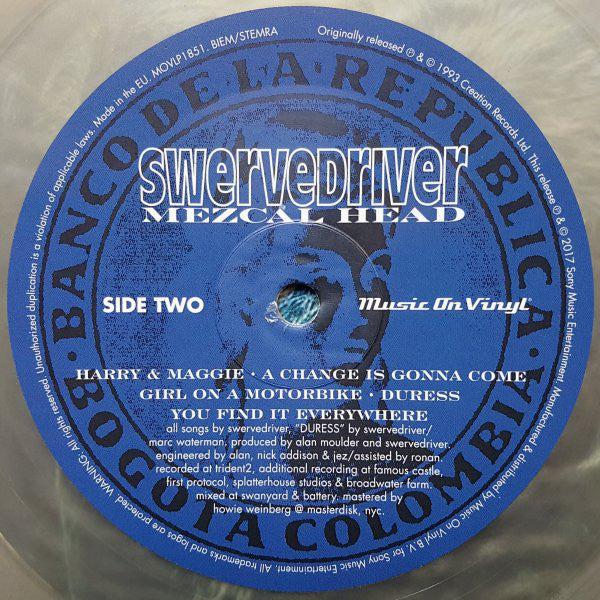 All rights reserved. Unauthorized duplication is a violation of applicable laws. Made in the EU. MOVLP1851. BIEM/STEMRA
Originally released ℗ & © 1993 Creation Records Ltd. This release ℗ & © 2017 Sony Music Entertainment. Manufactured & distributed by Music On Vinyl B.V. for Sony Music Entertainment. All trademarks and logos are protected. WARNING
BANCO DE LA REPUBLICA · BOGOTA COLOMBIA ·
SWERVEDRIVER
MEZCAL HEAD
SIDE TWO
Music On Vinyl®
HARRY & MAGGIE · A CHANGE IS GONNA COME
GIRL ON A MOTORBIKE · DURESS
YOU FIND IT EVERYWHERE
all songs by swervedriver, "DURESS" by swervedriver/
marc waterman, produced by alan moulder and swervedriver.
engineered by alan, nick addison & jez/assisted by ronan.
recorded at trident2, additional recording at famous castle,
first protocol, splatterhouse studios & broadwater farm.
mixed at swanyard & battery. mastered by
howie weinberg @ masterdisk, nyc.